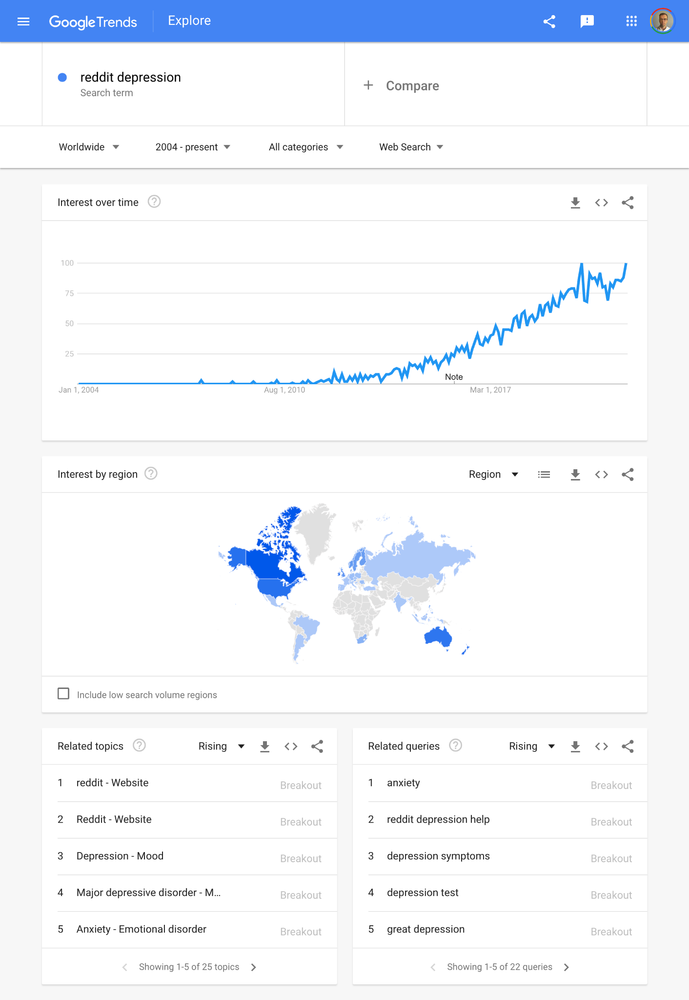 Google Trends
Explore
reddit depression
Search term
+ Compare
Worldwide
2004 - present
All categories
Web Search
Interest over time
100
75
50
25
Note
Jan 1, 2004
Aug 1, 2010
Mar 1, 2017
Interest by region
Region
Include low search volume regions
Related topics
Rising
1 reddit - Website Breakout
2 Reddit - Website Breakout
3 Depression - Mood Breakout
4 Major depressive disorder - M... Breakout
5 Anxiety - Emotional disorder Breakout
Showing 1-5 of 25 topics
Related queries
Rising
1 anxiety Breakout
2 reddit depression help Breakout
3 depression symptoms Breakout
4 depression test Breakout
5 great depression Breakout
Showing 1-5 of 22 queries